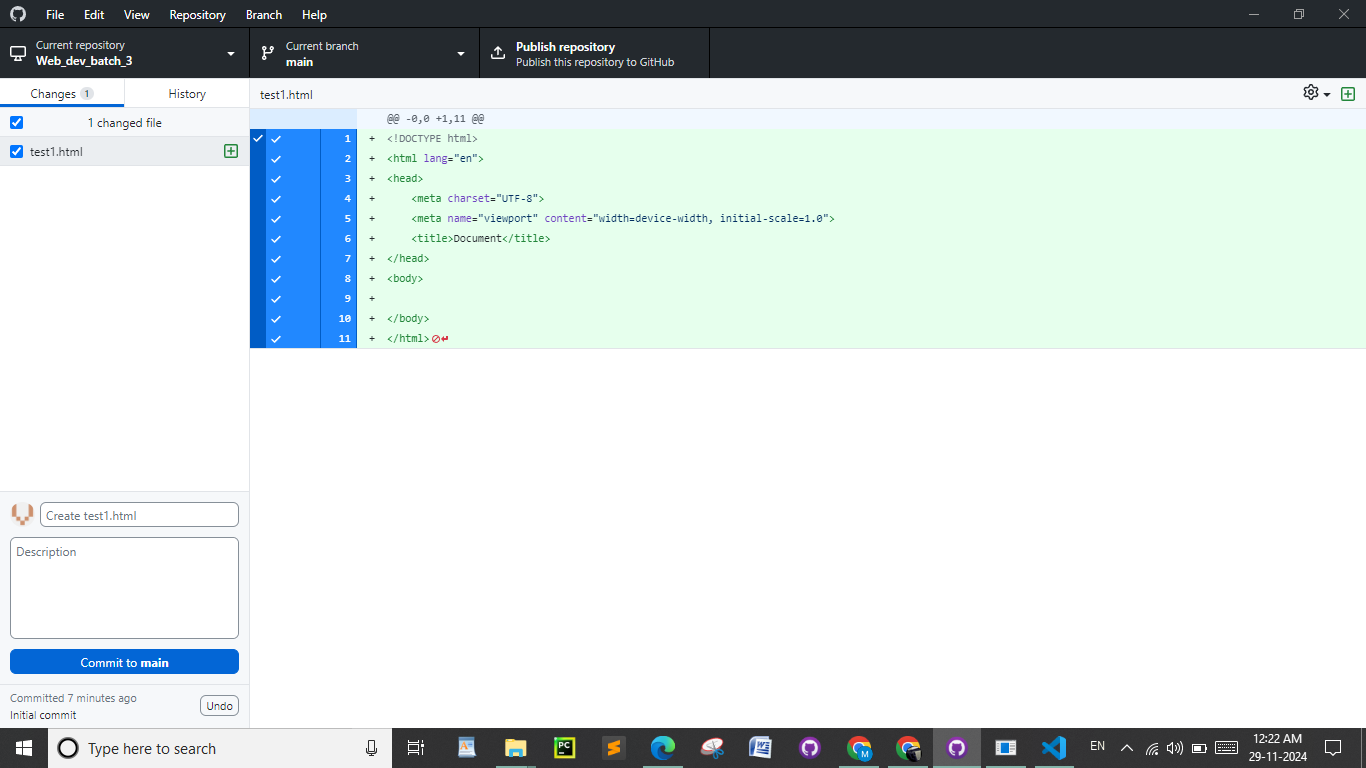 File Edit View Repository Branch Help
Current repository
Web_dev_batch_3
Current branch
main
Publish repository
Publish this repository to GitHub
Changes 1 History
1 changed file
test1.html
test1.html
@@ -0,0 +1,11 @@
1 + <!DOCTYPE html>
2 + <html lang="en">
3 + <head>
4 + <meta charset="UTF-8">
5 + <meta name="viewport" content="width=device-width, initial-scale=1.0">
6 + <title>Document</title>
7 + </head>
8 + <body>
9 +
10 + </body>
11 + </html>
Create test1.html
Description
Commit to main
Committed 7 minutes ago
Initial commit
Undo
Type here to search
PC
W
M
EN
12:22 AM
29-11-2024